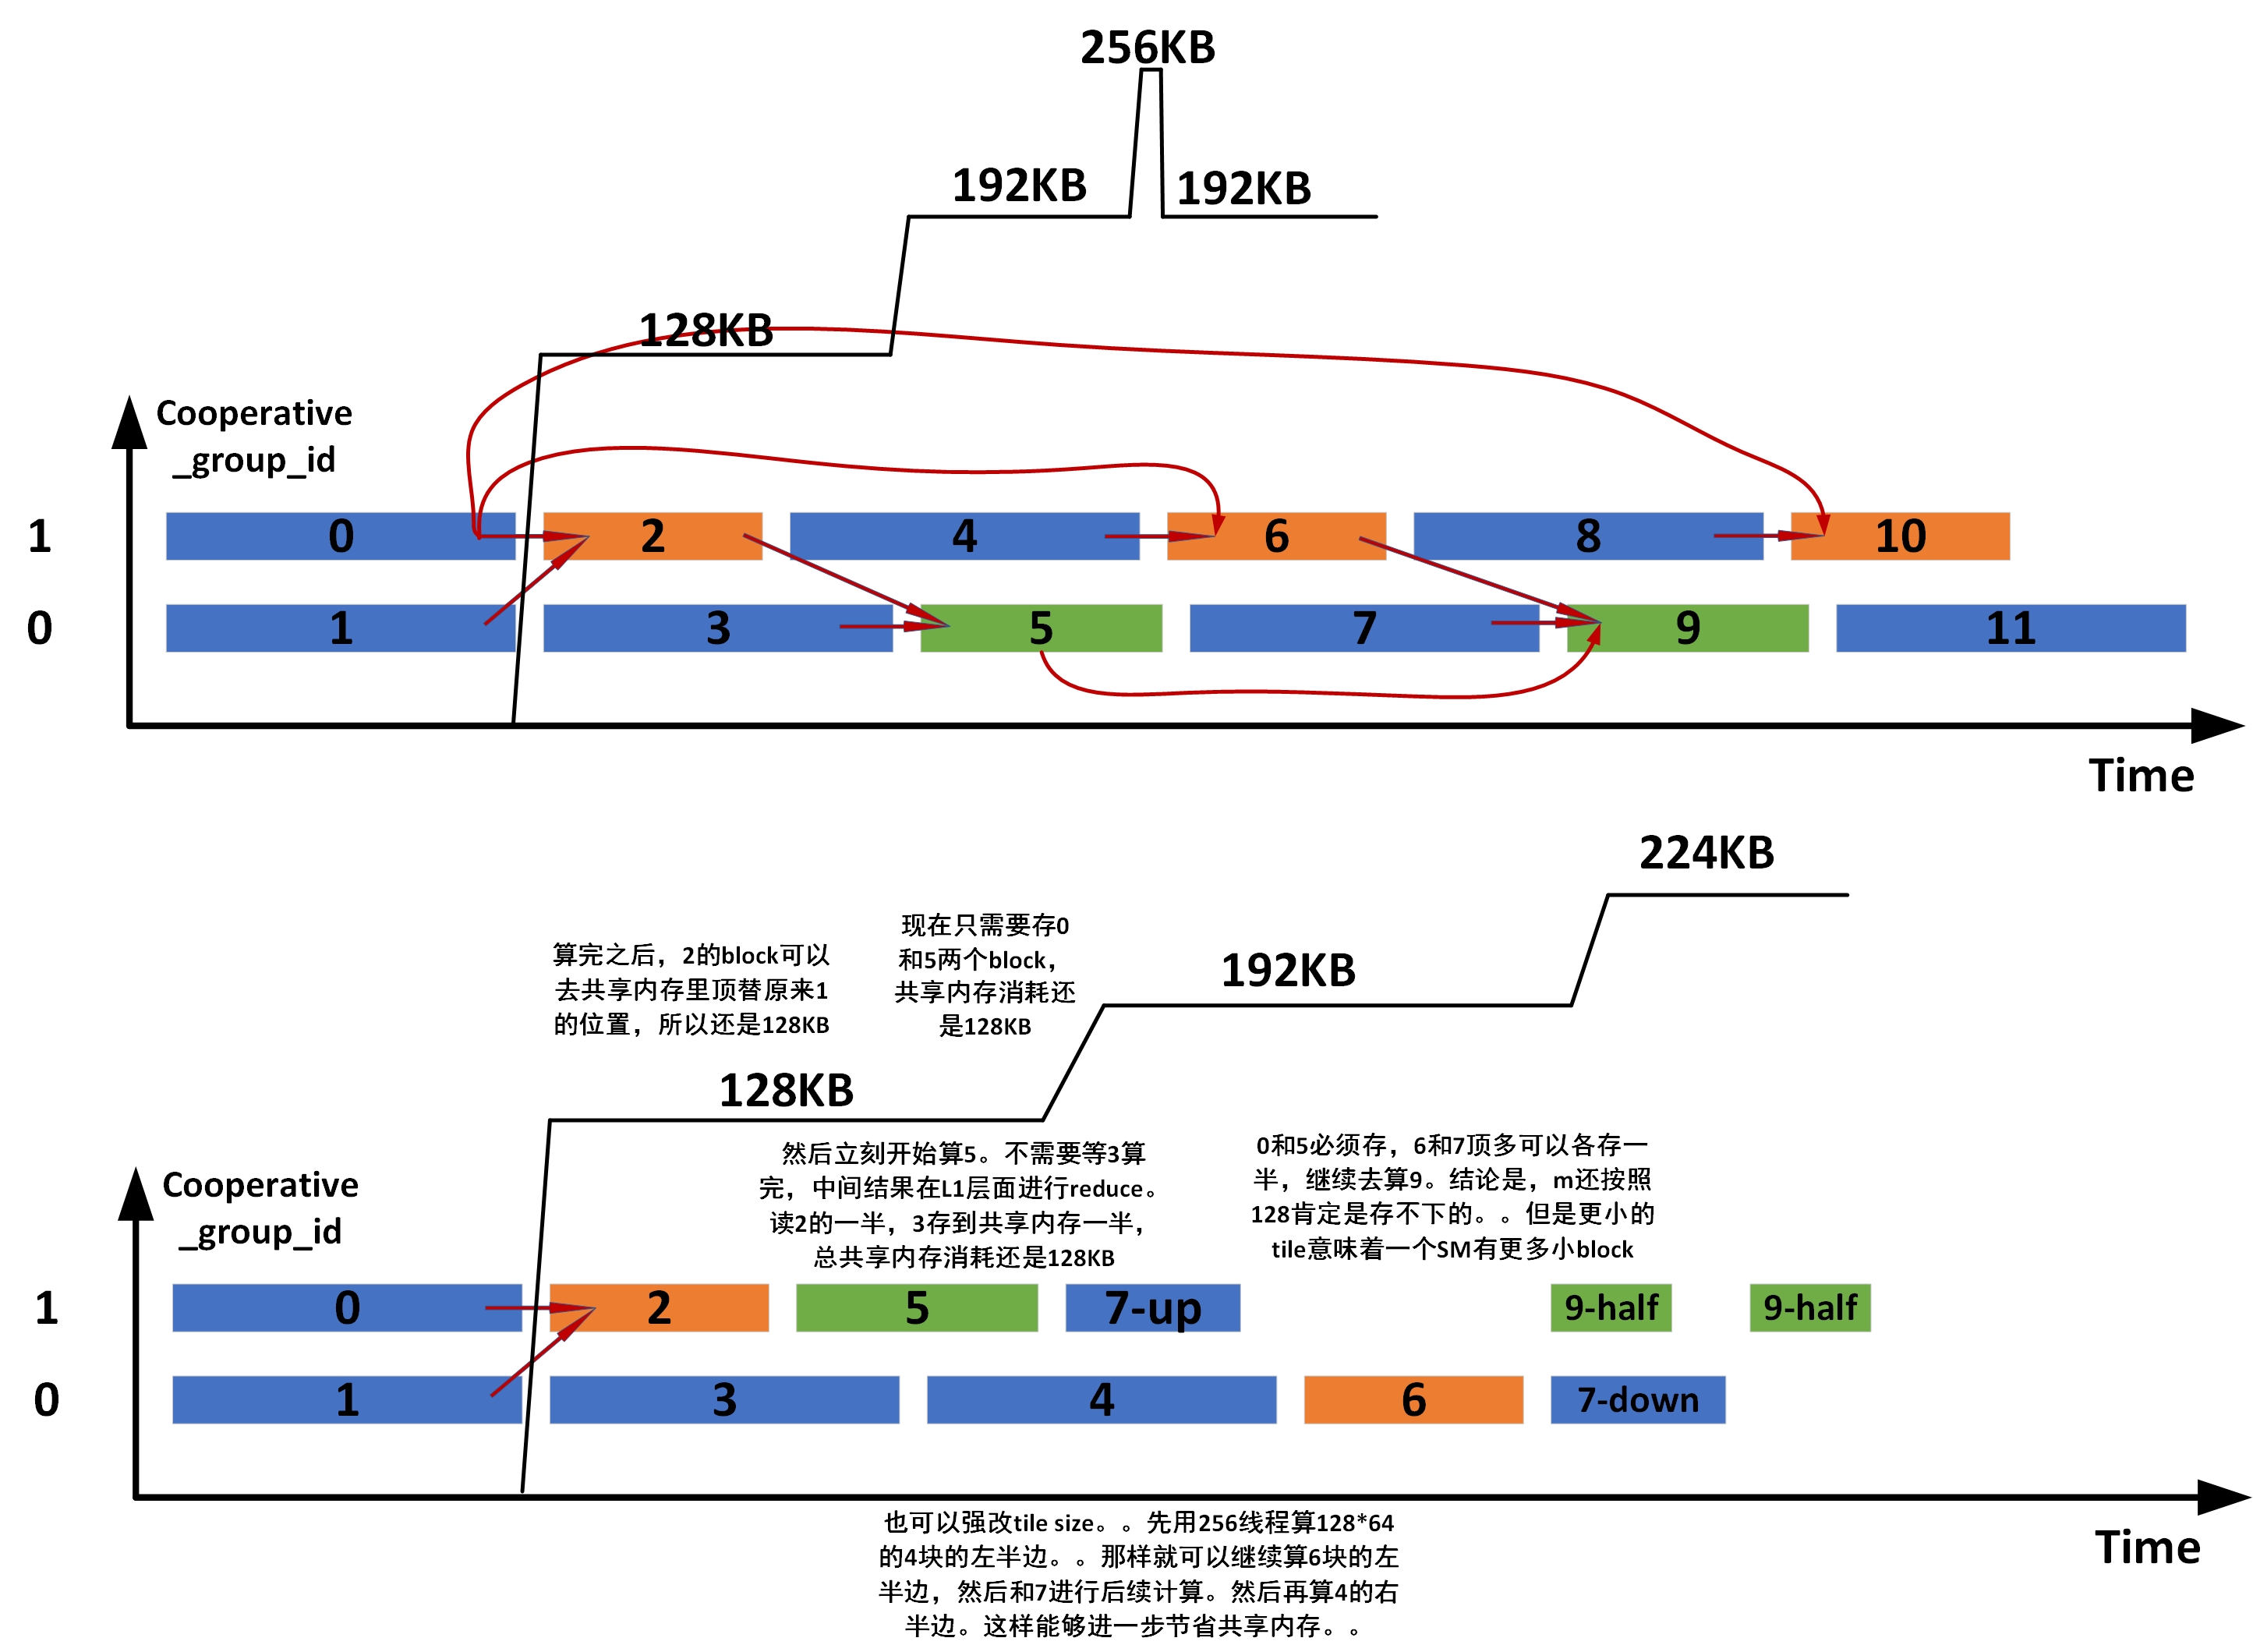 256KB
192KB
192KB
128KB
Cooperative
_group_id
1
0
2
4
6
8
10
0
1
3
5
7
9
11
Time
224KB
现在只需要存0
和5两个block，
共享内存消耗还
是128KB
算完之后，2的block可以
去共享内存里顶替原来1
的位置，所以还是128KB
192KB
128KB
然后立刻开始算5。不需要等3算
完，中间结果在L1层面进行reduce。
读2的一半，3存到共享内存一半，
总共享内存消耗还是128KB
0和5必须存，6和7顶多可以各存一
半，继续去算9。结论是，m还按照
128肯定是存不下的。。但是更小的
tile意味着一个SM有更多小block
Cooperative
_group_id
1
0
2
5
7-up
9-half
9-half
0
1
3
4
6
7-down
Time
也可以强改tile size。。先用256线程算128*64
的4块的左半边。。那样就可以继续算6块的左
半边，然后和7进行后续计算。然后再算4的右
半边。这样能够进一步节省共享内存。。